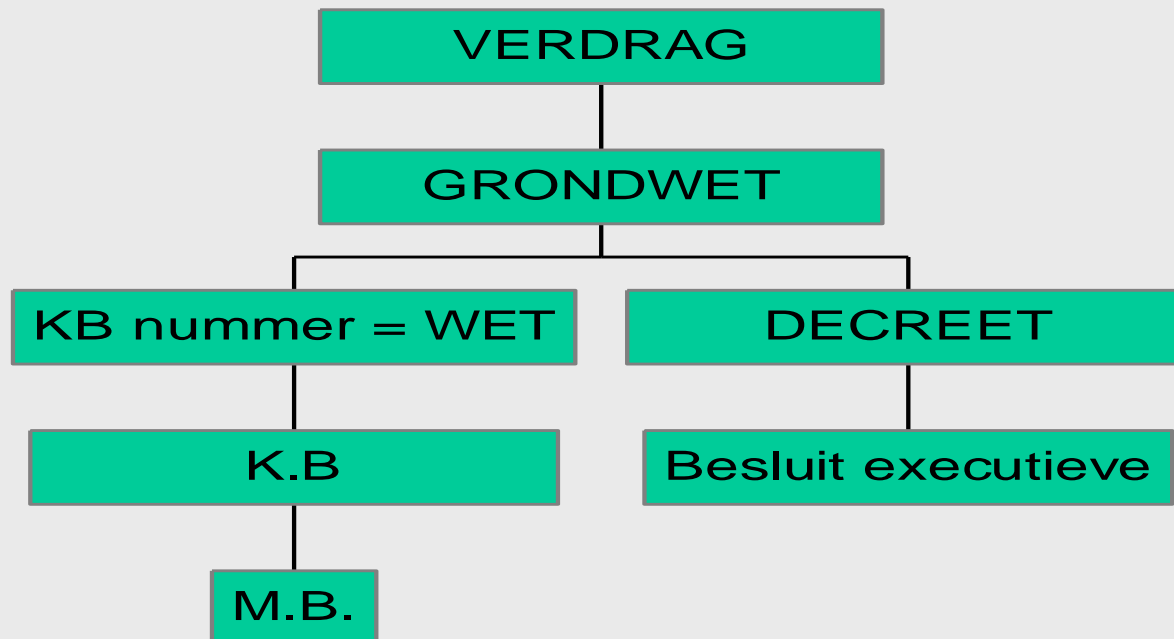 VERDRAG
GRONDWET
KB nummer = WET
DECREET
K.B
Besluit executieve
M.B.